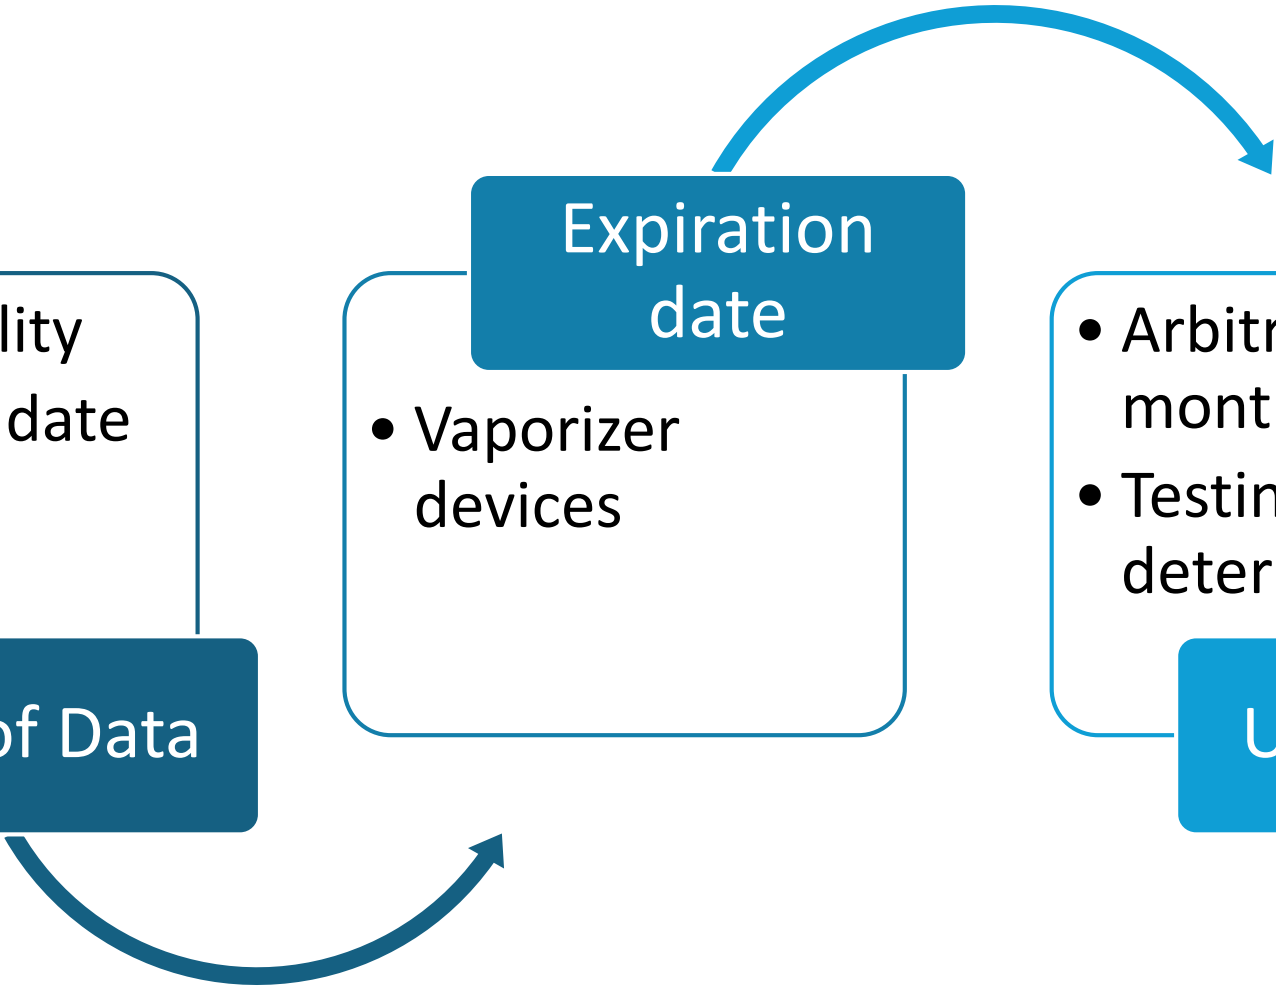 lity
date
of Data
Expiration
date
• Vaporizer
devices
• Arbitr
mont
• Testin
deter
U